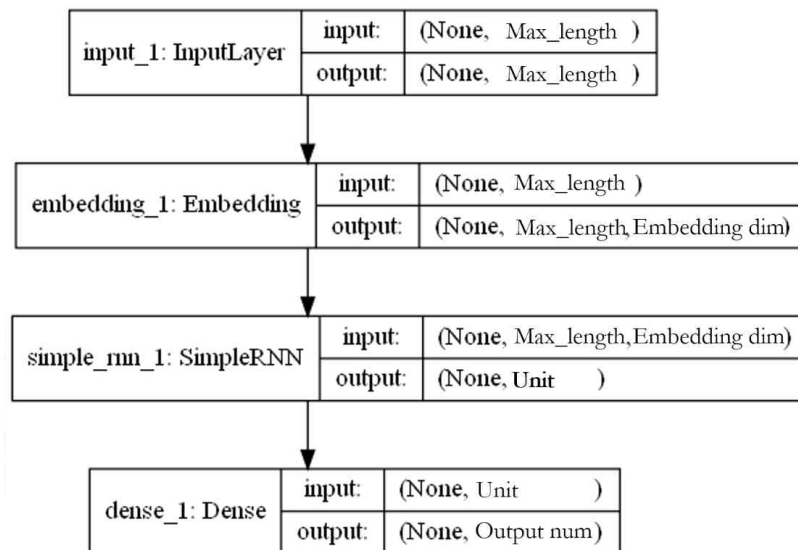 input_1: InputLayer
input: (None, Max_length )
output: (None, Max_length )
embedding_1: Embedding
input: (None, Max_length )
output: (None, Max_length,Embedding dim)
simple_rnn_1: SimpleRNN
input: (None, Max_length,Embedding dim)
output: (None, Unit )
dense_1: Dense
input: (None, Unit )
output: (None, Output num)